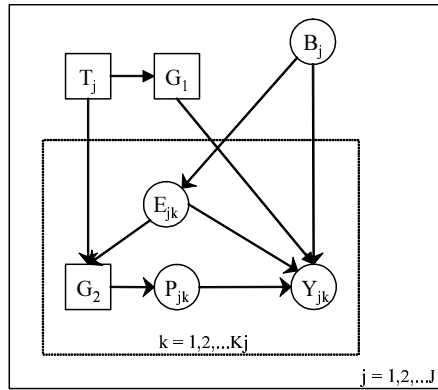 B_j
T_j
G_1
E_jk
G_2
P_jk
Y_jk
k = 1,2,...Kj
j = 1,2,...J